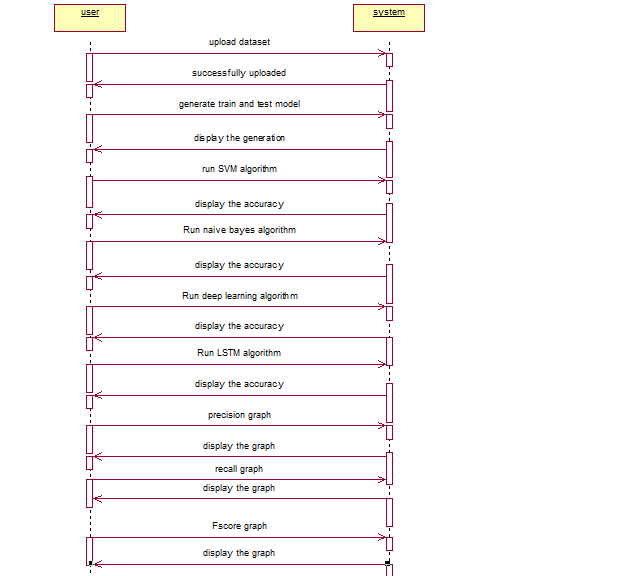 user
system
upload dataset
successfully uploaded
generate train and test model
display the generation
run SVM algorithm
display the accuracy
Run naive bayes algorithm
display the accuracy
Run deep learning algorithm
display the accuracy
Run LSTM algorithm
display the accuracy
precision graph
display the graph
recall graph
display the graph
Fscore graph
display the graph